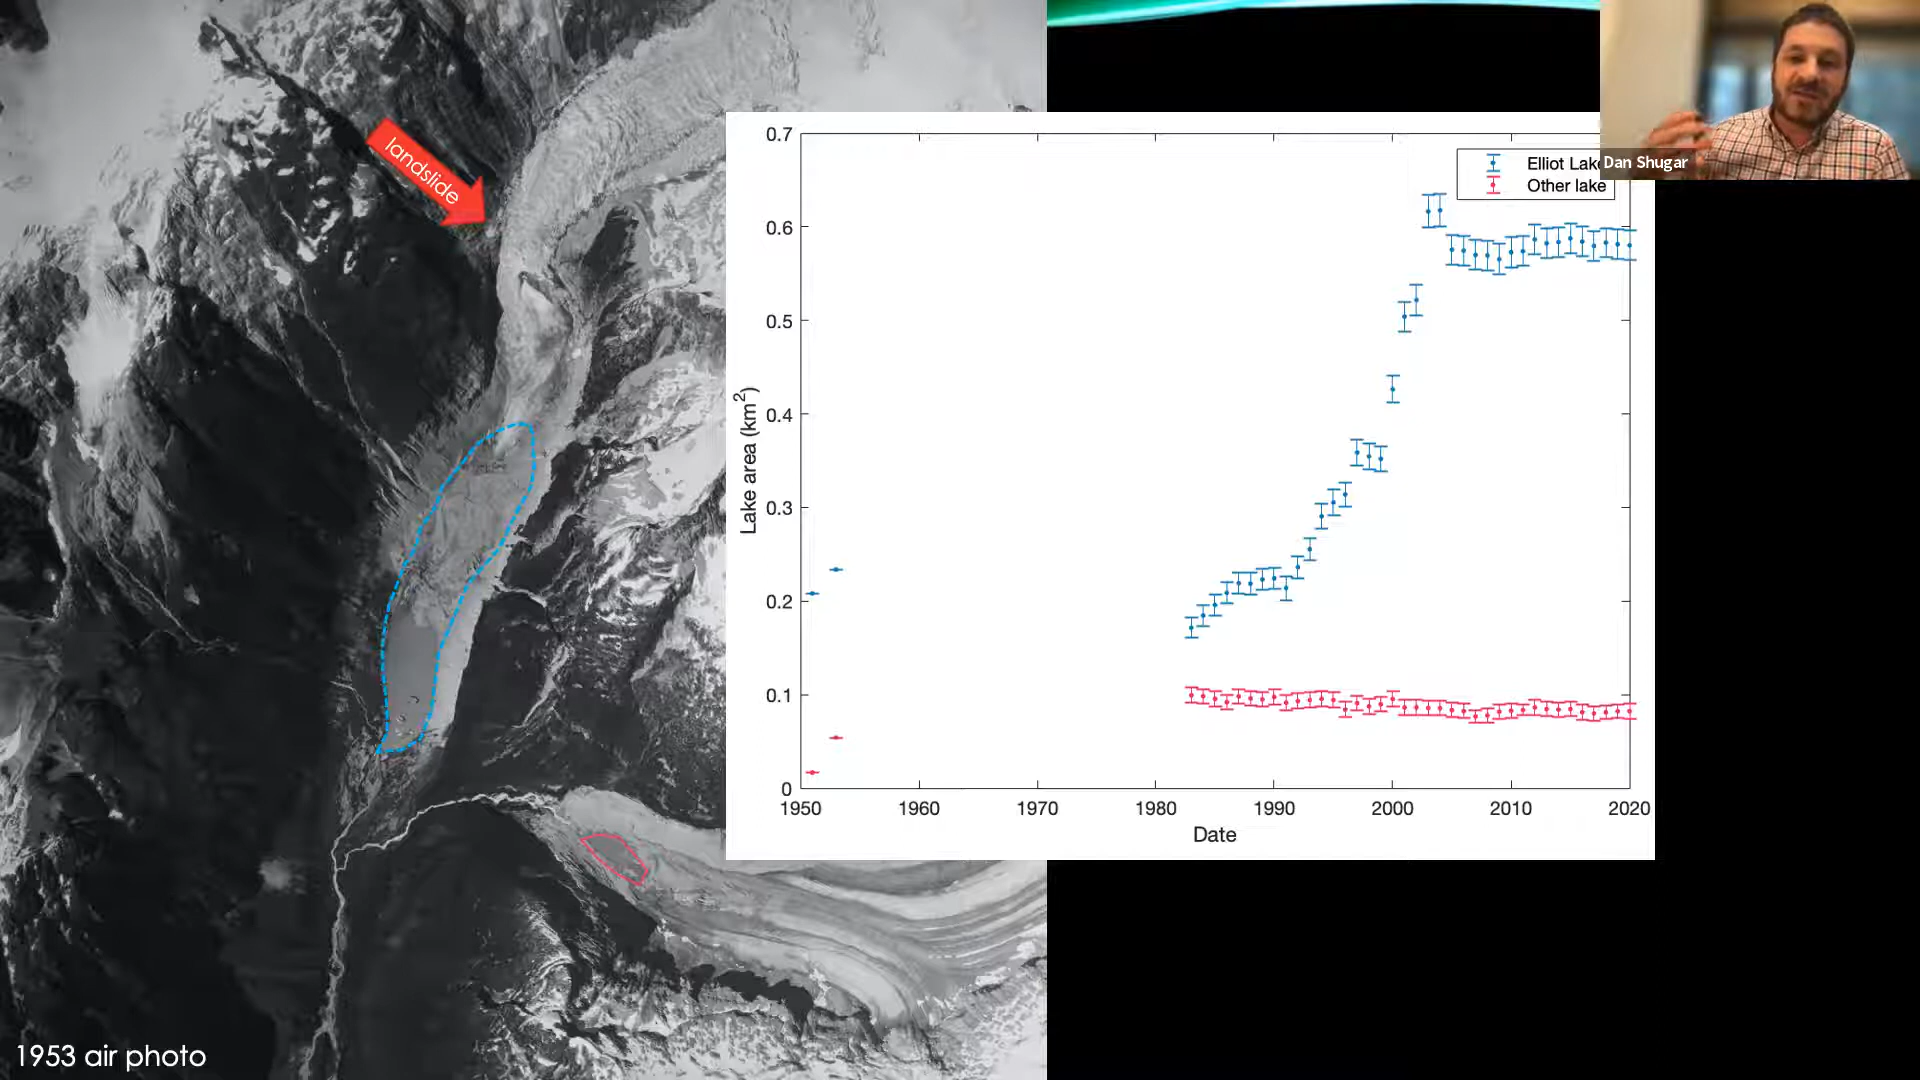 landslide
1953 air photo
0.7
0.6
0.5
0.4
0.3
0.2
0.1
0
Lake area (km2)
1950 1960 1970 1980 1990 2000 2010 2020
Date
Elliot Lake
Other lake
Dan Shugar